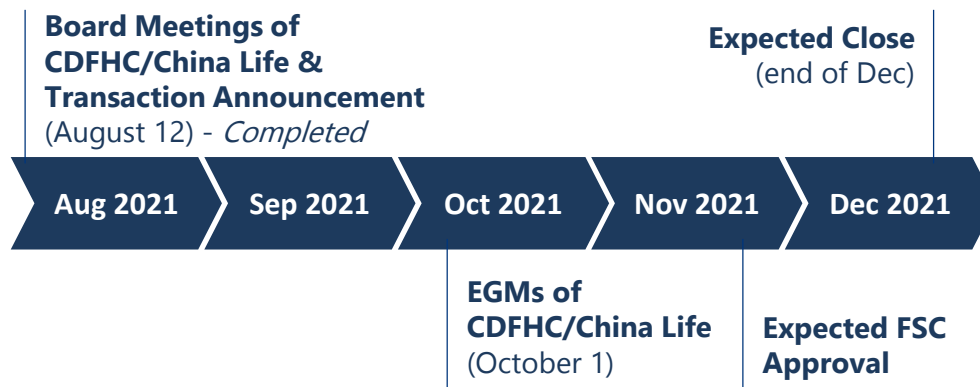 Board Meetings of
CDFHC/China Life &
Transaction Announcement
(August 12) - Completed
Expected Close
(end of Dec)
Aug 2021
Sep 2021
Oct 2021
Nov 2021
Dec 2021
EGMs of
CDFHC/China Life
(October 1)
Expected FSC
Approval